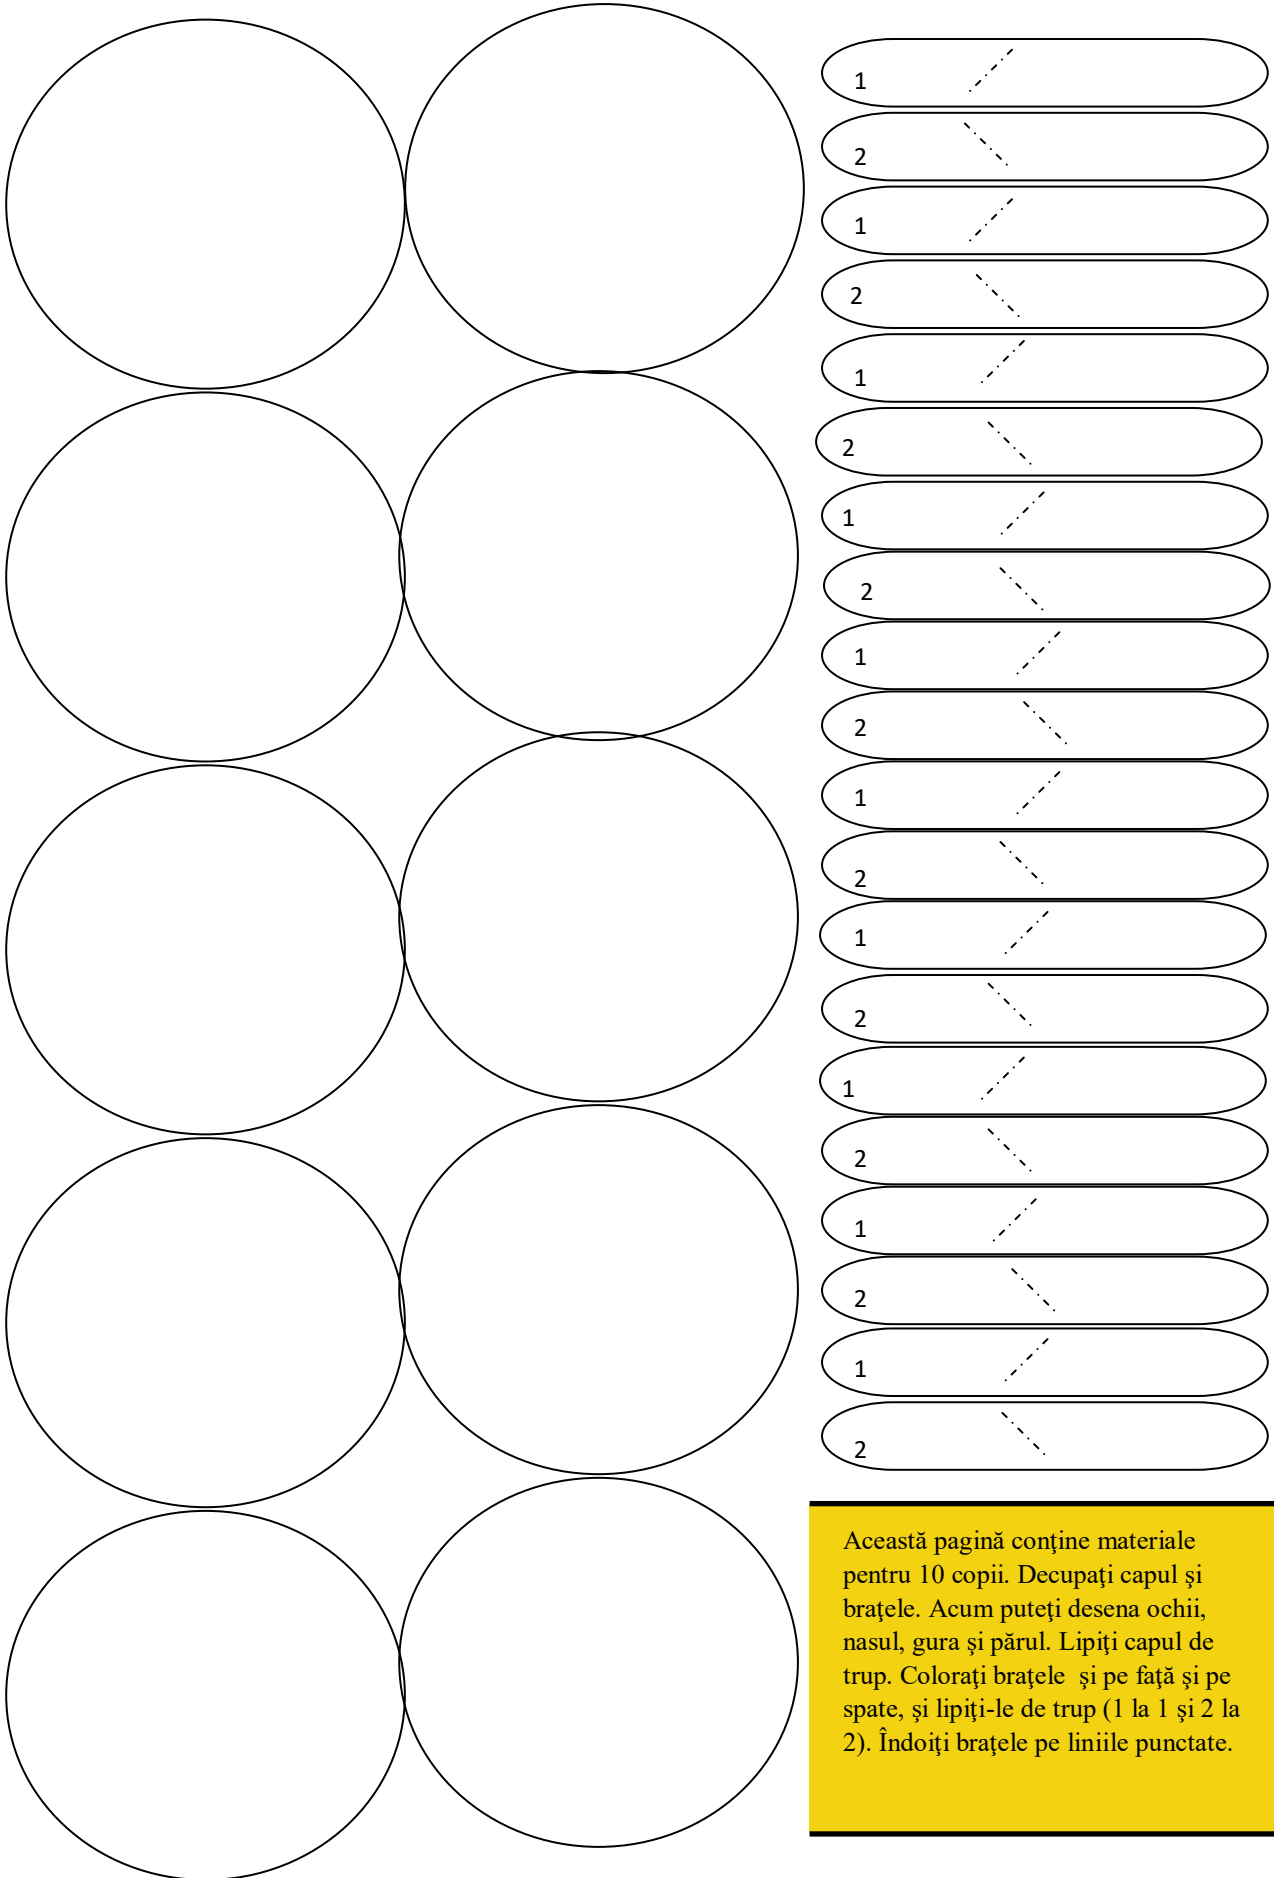 1
2
1
2
1
2
1
2
1
2
1
2
1
2
1
2
1
2
1
2
Această pagină conţine materiale
pentru 10 copii. Decupaţi capul şi
braţele. Acum puteţi desena ochii,
nasul, gura şi părul. Lipiţi capul de
trup. Coloraţi braţele  şi pe faţă şi pe
spate, şi lipiţi-le de trup (1 la 1 şi 2 la
2). Îndoiţi braţele pe liniile punctate.